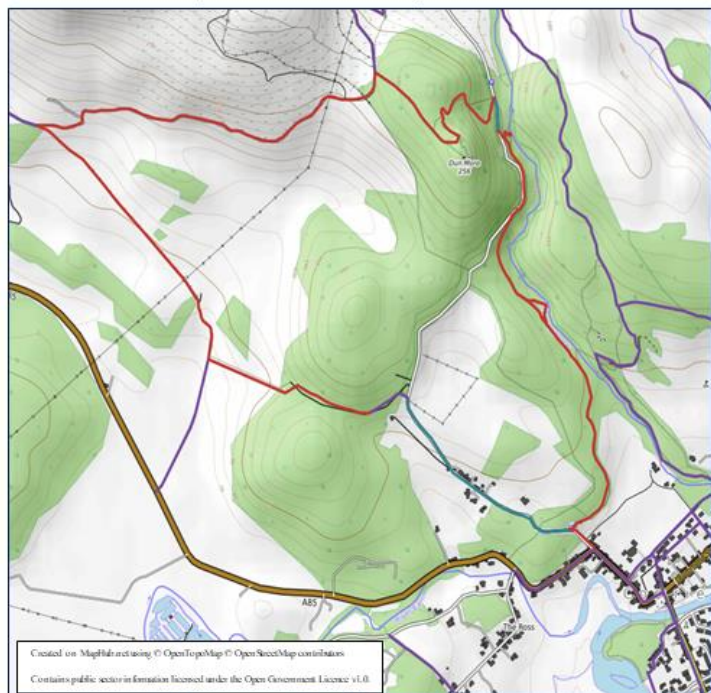 Dun More
256
A85
The Ross
Created on MapHub.net using © OpenTopoMap © OpenStreetMap contributors
Contains public sector information licensed under the Open Government Licence v1.0.